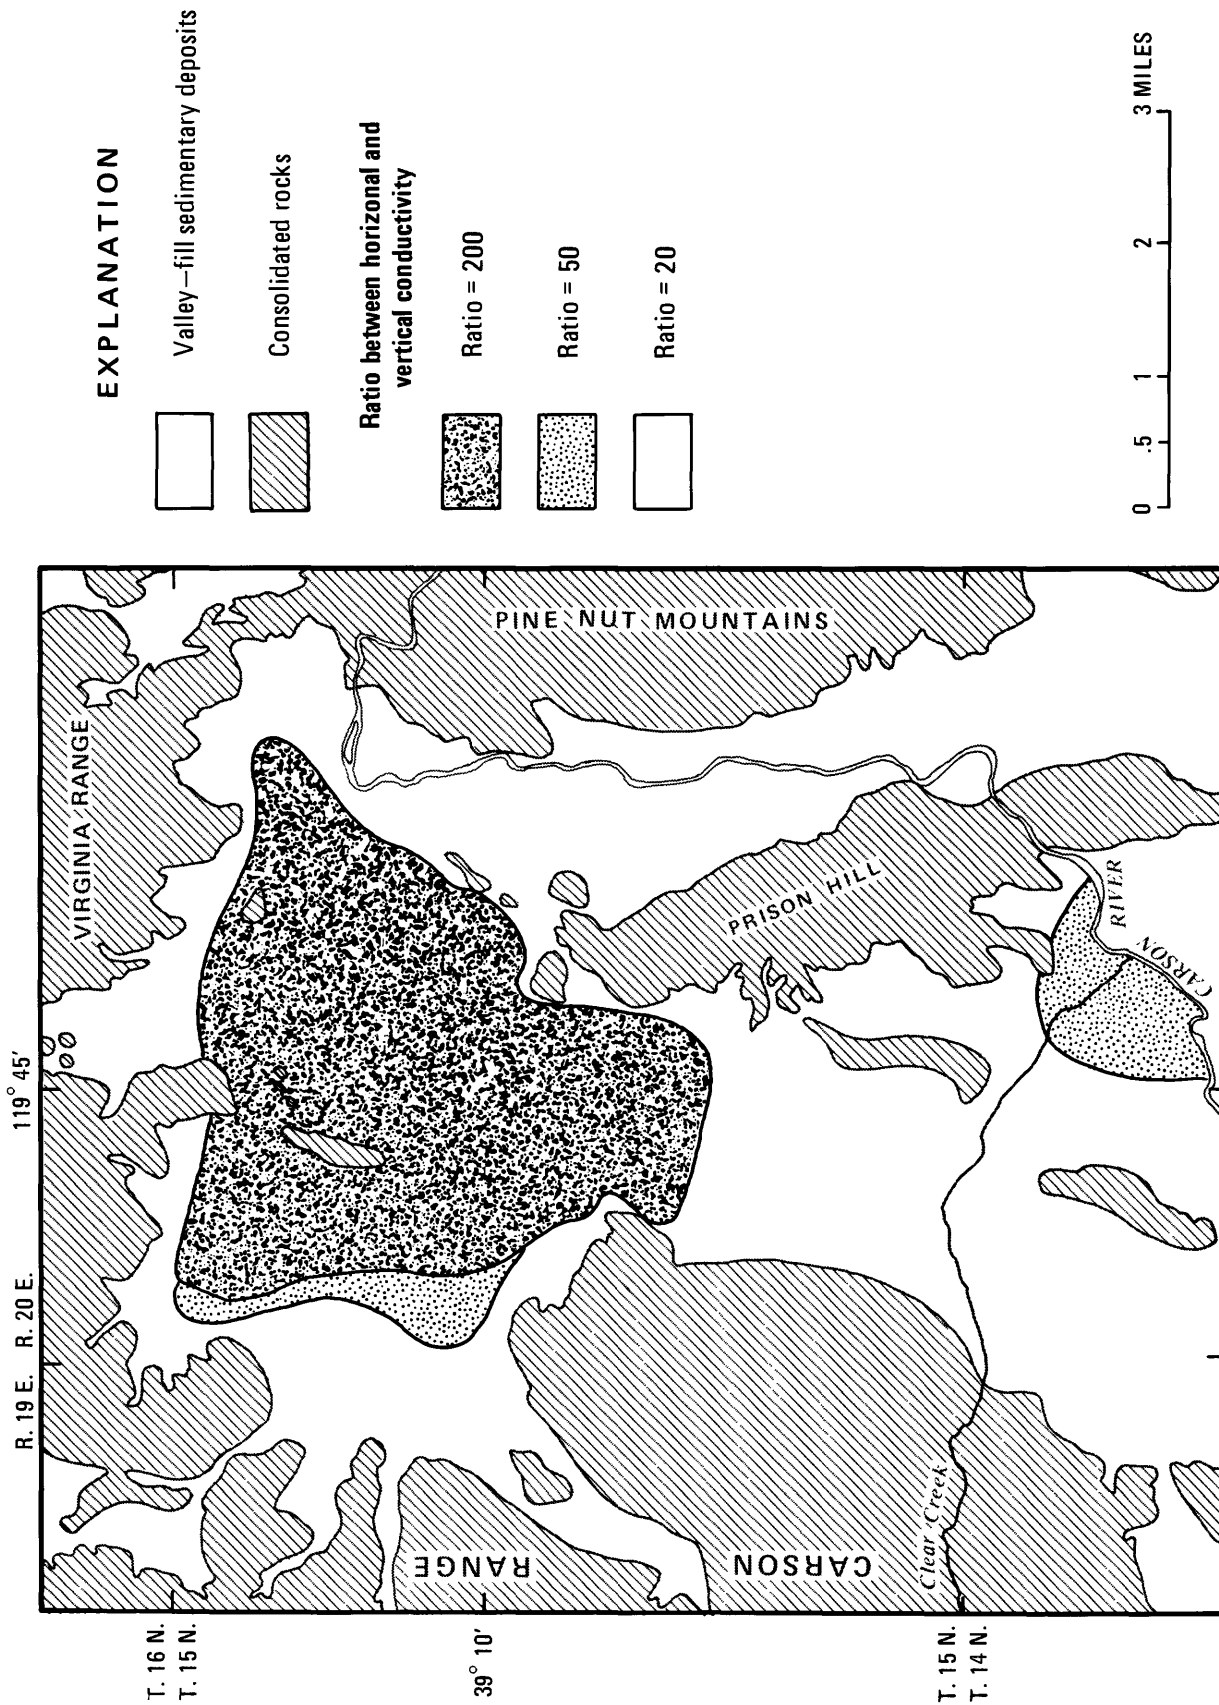 EXPLANATION
Valley–fill sedimentary deposits
Consolidated rocks
Ratio between horizonal and
vertical conductivity
Ratio = 200
Ratio = 50
Ratio = 20
0 .5 1 2 3 MILES
R. 19 E. R. 20 E.
119° 45′
T. 16 N.
T. 15 N.
39° 10′
T. 15 N.
T. 14 N.
VIRGINIA RANGE
PINE NUT MOUNTAINS
PRISON HILL
CARSON
RIVER
CARSON
RANGE
Clear Creek